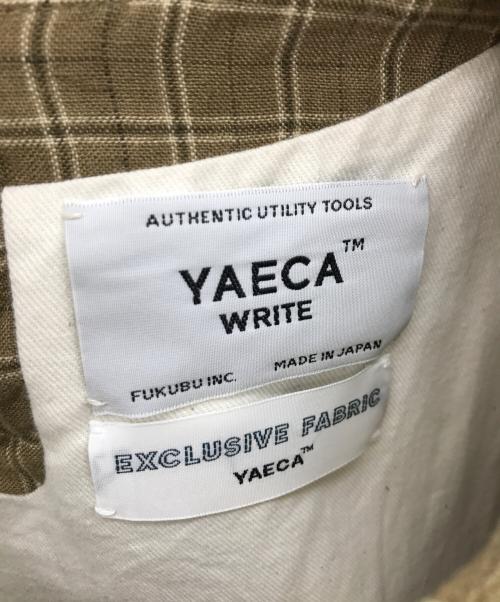 AUTHENTIC UTILITY TOOLS
YAECA™
WRITE
FUKUBU INC. MADE IN JAPAN
EXCLUSIVE FABRIC
YAECA™